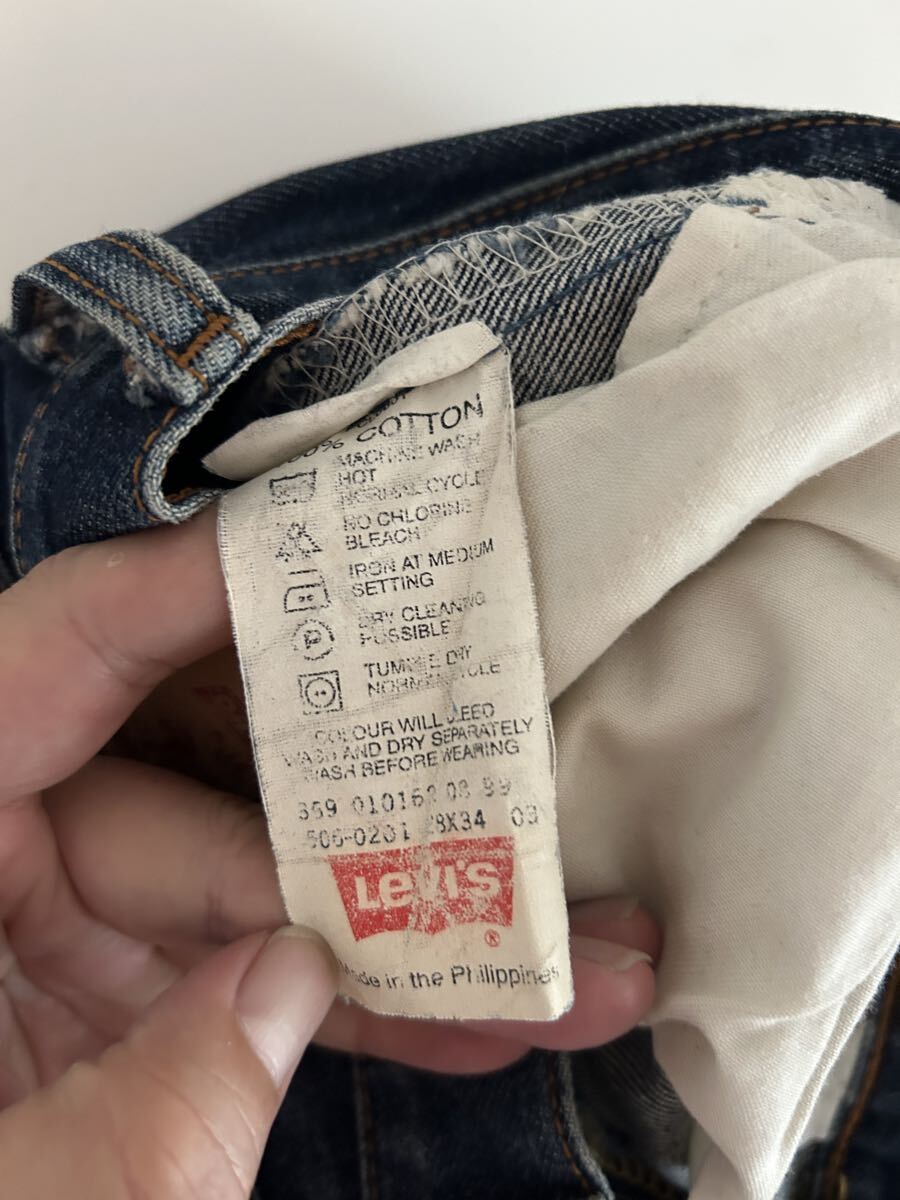 COTTON
MACHINE WASH
HOT
NORMAL CYCLE
NO CHLORINE
BLEACH
IRON AT MEDIUM
SETTING
DRY CLEANING
POSSIBLE
TUMBLE DRY
NORMAL CYCLE
COLOUR WILL BLEED
WASH AND DRY SEPARATELY
WASH BEFORE WEARING
08 99
506-0201 28X34 03
Levi's
®
Made in the Philippines